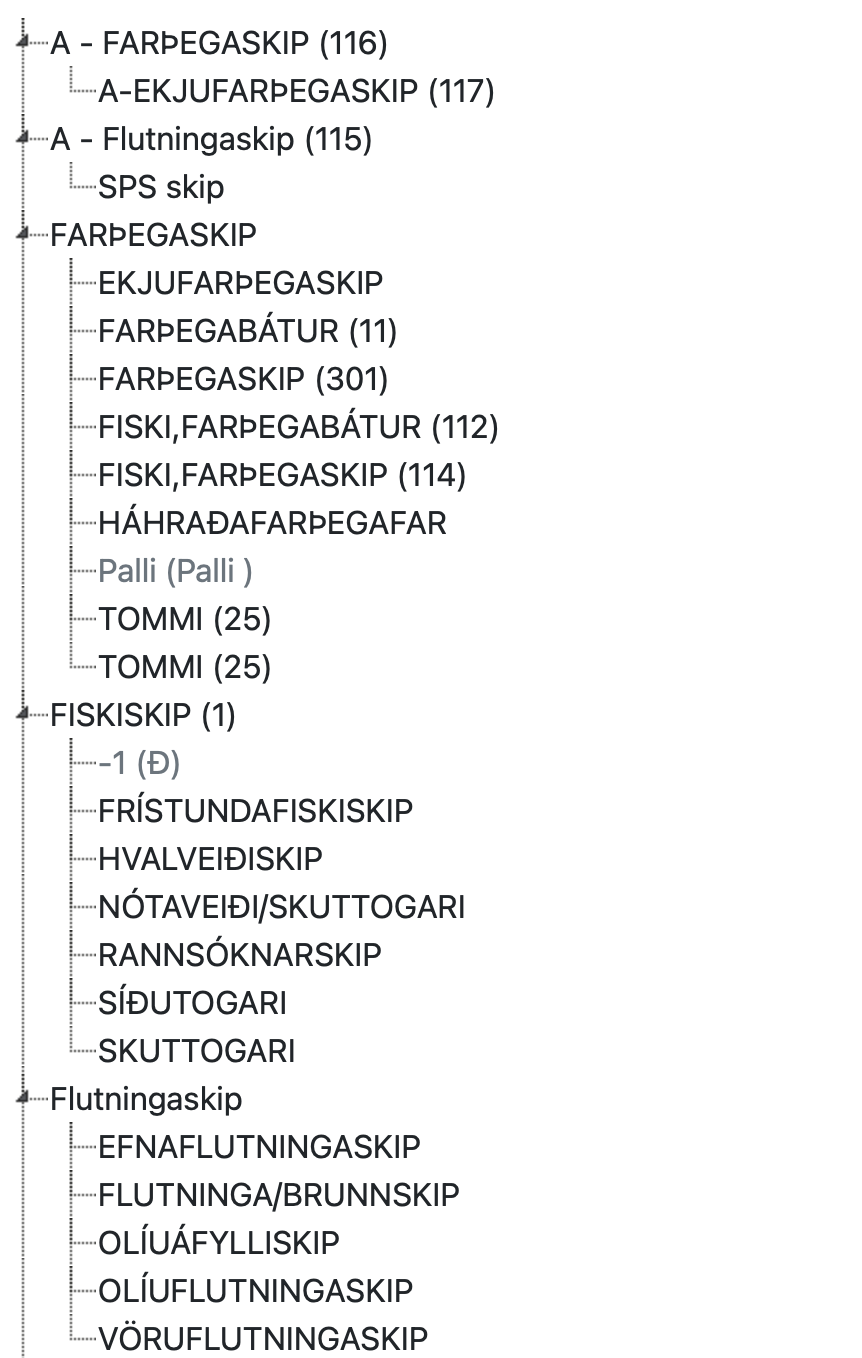 A - FARÞEGASKIP (116)
A-EKJUFARÞEGASKIP (117)
A - Flutningaskip (115)
SPS skip
FARÞEGASKIP
EKJUFARÞEGASKIP
FARÞEGABÁTUR (11)
FARÞEGASKIP (301)
FISKI,FARÞEGABÁTUR (112)
FISKI,FARÞEGASKIP (114)
HÁHRAÐAFARÞEGAFAR
Palli (Palli )
TOMMI (25)
TOMMI (25)
FISKISKIP (1)
-1 (Ð)
FRÍSTUNDAFISKISKIP
HVALVEIÐISKIP
NÓTAVEIÐI/SKUTTOGARI
RANNSÓKNARSKIP
SÍÐUTOGARI
SKUTTOGARI
Flutningaskip
EFNAFLUTNINGASKIP
FLUTNINGA/BRUNNSKIP
OLÍUÁFYLLISKIP
OLÍUFLUTNINGASKIP
VÖRUFLUTNINGASKIP